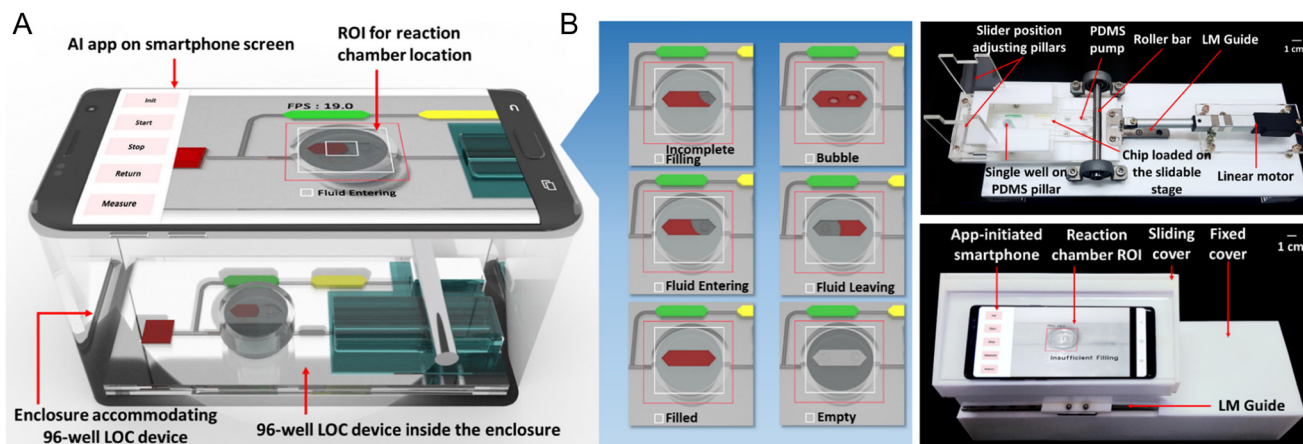 A
AI app on smartphone screen
ROI for reaction
chamber location
Init
Start
Stop
Return
Measure
FPS : 19.0
Fluid Entering
Enclosure accommodating
96-well LOC device
96-well LOC device inside the enclosure
B
Incomplete
Filling
Bubble
Fluid Entering
Fluid Leaving
Filled
Empty
Slider position
adjusting pillars
PDMS
pump
Roller bar
LM Guide
1 cm
Single well on
PDMS pillar
Chip loaded on
the slidable
stage
Linear motor
App-initiated
smartphone
Reaction
chamber ROI
Sliding
cover
Fixed
cover
1 cm
Insufficient Filling
LM Guide